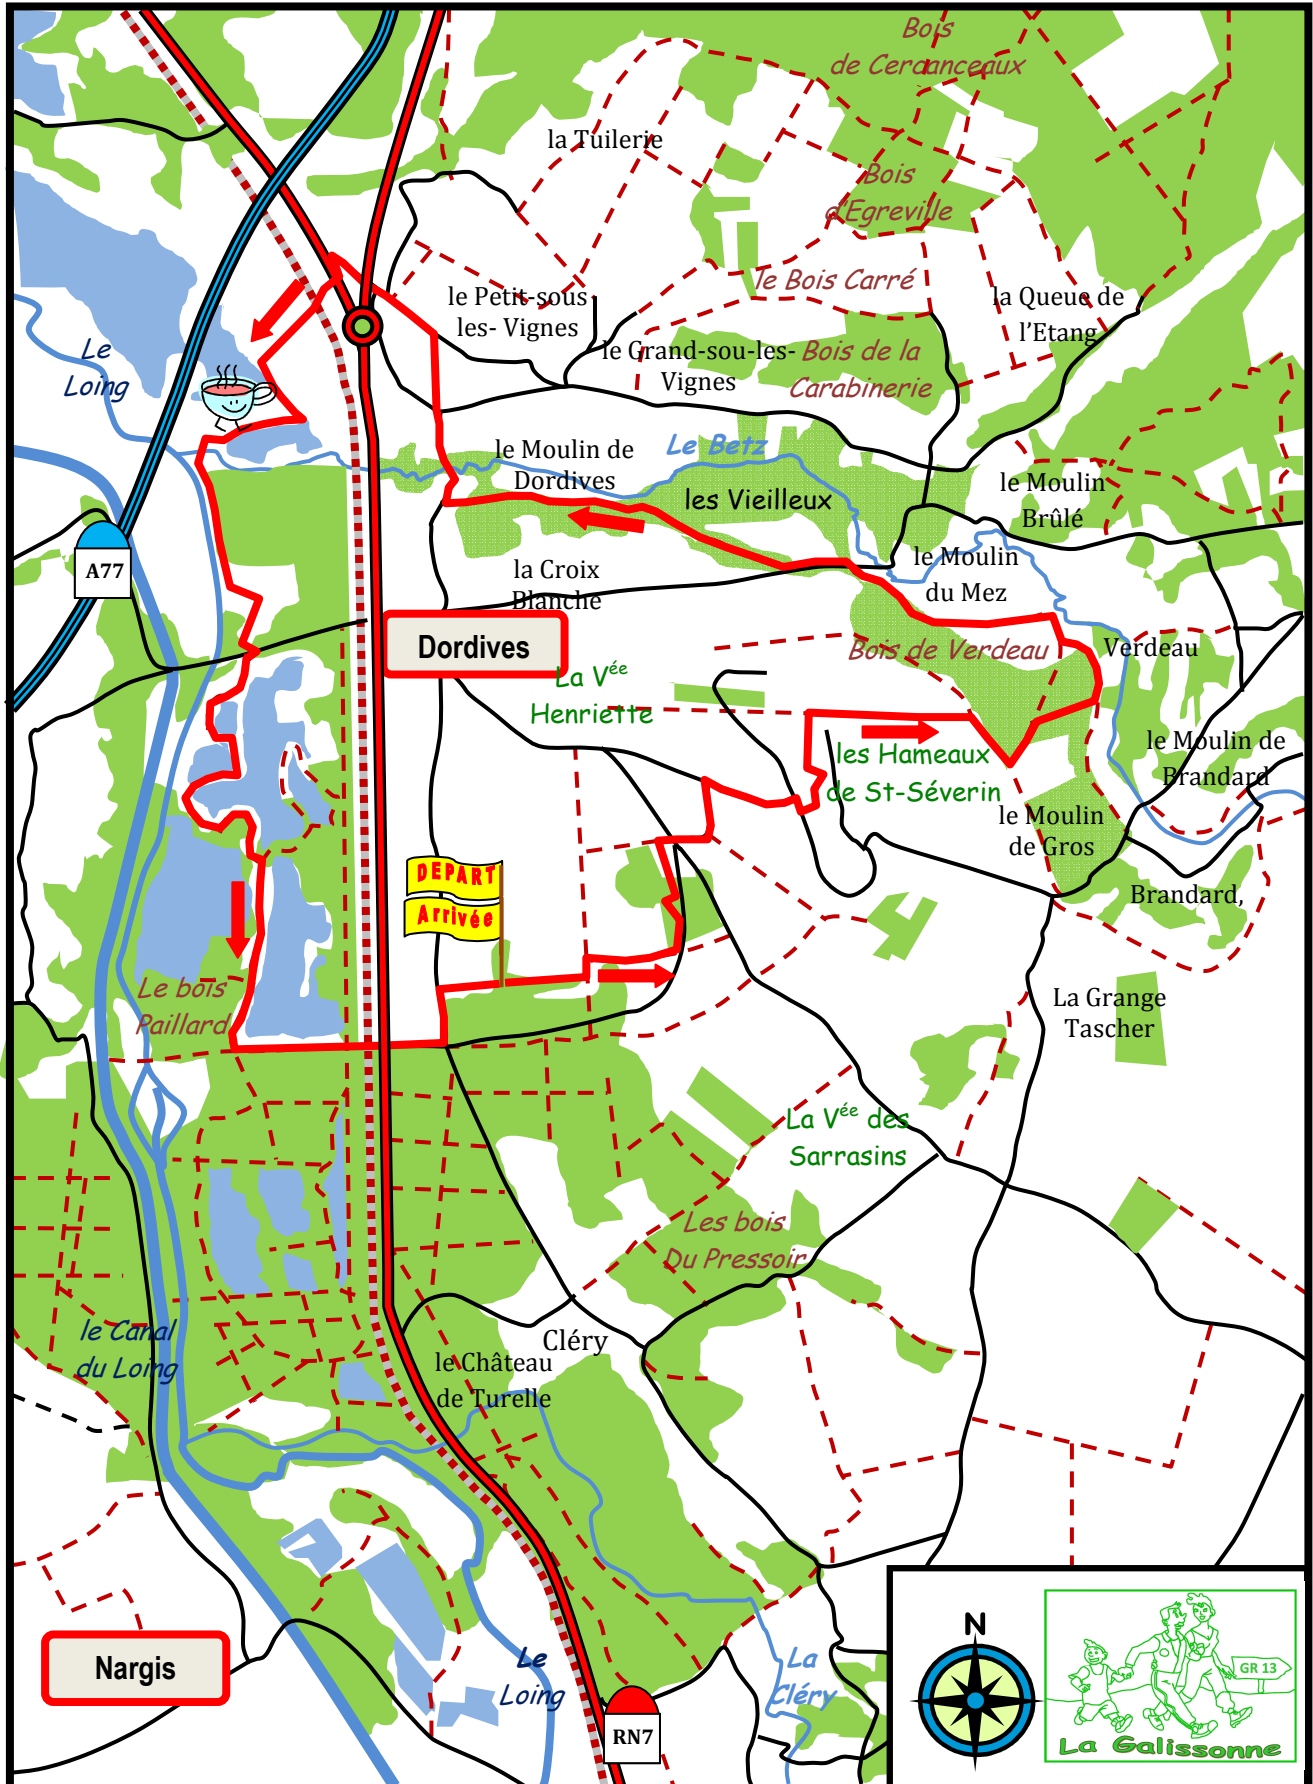 Bois
de Cercanceaux
la Tuilerie
Bois
d'Egreville
le Bois Carré
le Petit-sous
les- Vignes
la Queue de
l'Etang
Le
Loing
le Grand-sou-les-
Vignes
Bois de la
Carabinerie
le Moulin de
Dordives
Le Betz
les Vieilleux
le Moulin
Brûlé
A77
la Croix
Blanche
le Moulin
du Mez
Dordives
Bois de Verdeau
Verdeau
La Vée
Henriette
les Hameaux
de St-Séverin
le Moulin de
Brandard
le Moulin
de Gros
DEPART
Arrivée
Brandard,
Le bois
Paillard
La Grange
Tascher
La Vée des
Sarrasins
Les bois
Du Pressoir
le Canal
du Loing
Cléry
le Château
de Turelle
Nargis
Le
Loing
La
Cléry
RN7
N
GR 13
La Galissonne